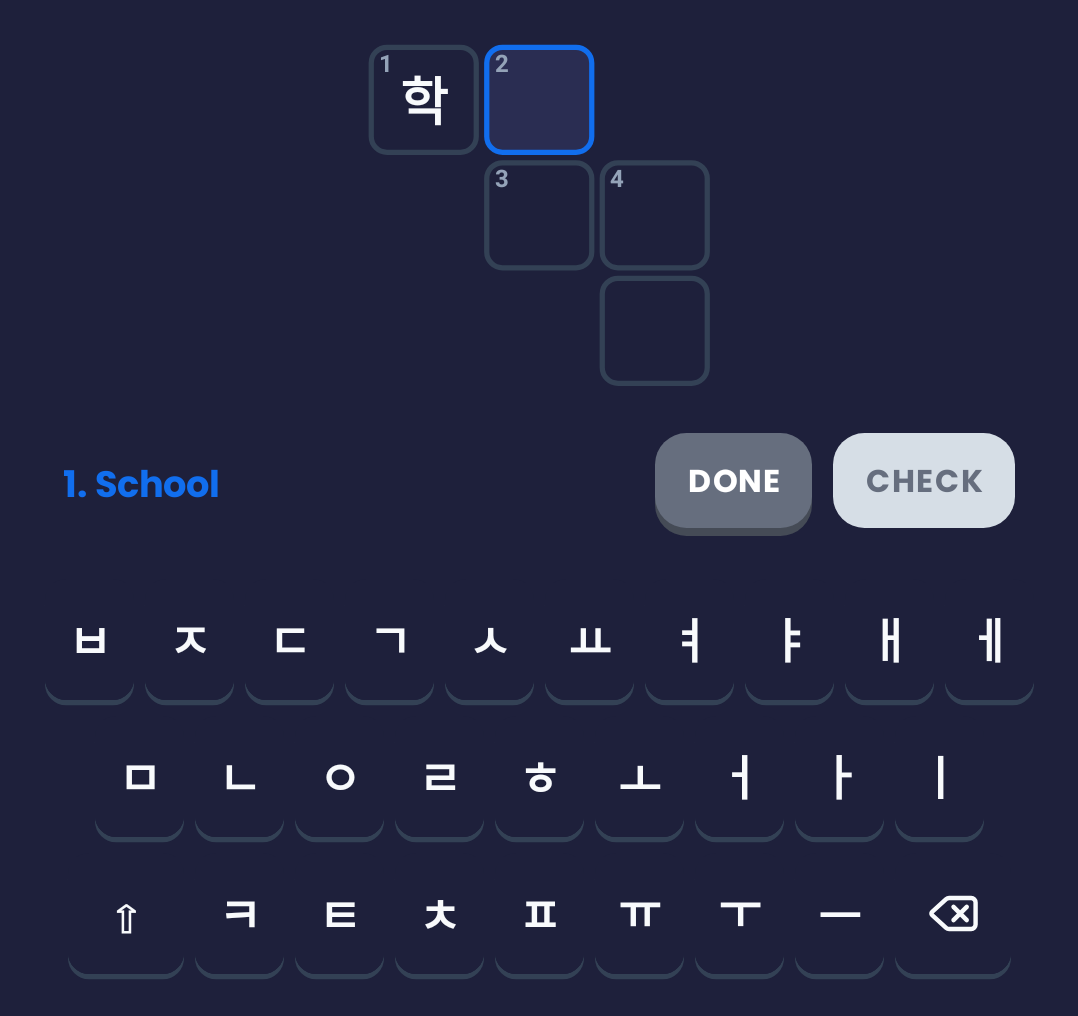 1 학 2
3 4
1. School
DONE CHECK
ㅂ ㅈ ㄷ ㄱ ㅅ ㅛ ㅕ ㅑ ㅐ ㅔ
ㅁ ㄴ ㅇ ㄹ ㅎ ㅗ ㅓ ㅏ ㅣ
⇧ ㅋ ㅌ ㅊ ㅍ ㅠ ㅜ ㅡ